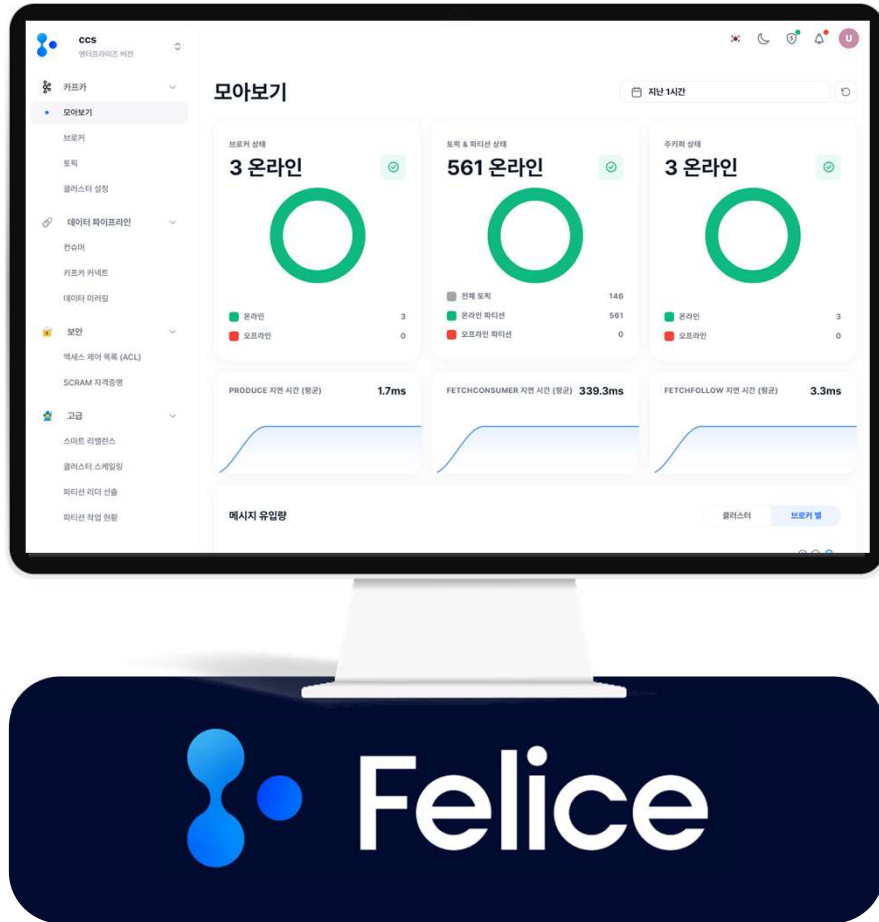 ccs
엔터프라이즈 버전
U
카프카
모아보기
브로커
토픽
클러스터 설정
데이터 파이프라인
컨슈머
카프카 커넥트
데이터 미러링
보안
액세스 제어 목록 (ACL)
SCRAM 자격증명
고급
스마트 리밸런스
클러스터 스케일링
파티션 리더 선출
파티션 작업 현황
모아보기
지난 1시간
브로커 상태
3 온라인
온라인 3
오프라인 0
토픽 & 파티션 상태
561 온라인
전체 토픽 146
온라인 파티션 561
오프라인 파티션 0
주키퍼 상태
3 온라인
온라인 3
오프라인 0
PRODUCE 지연 시간 (평균) 1.7ms
FETCHCONSUMER 지연 시간 (평균) 339.3ms
FETCHFOLLOW 지연 시간 (평균) 3.3ms
메시지 유입량
클러스터 브로커 별
Felice